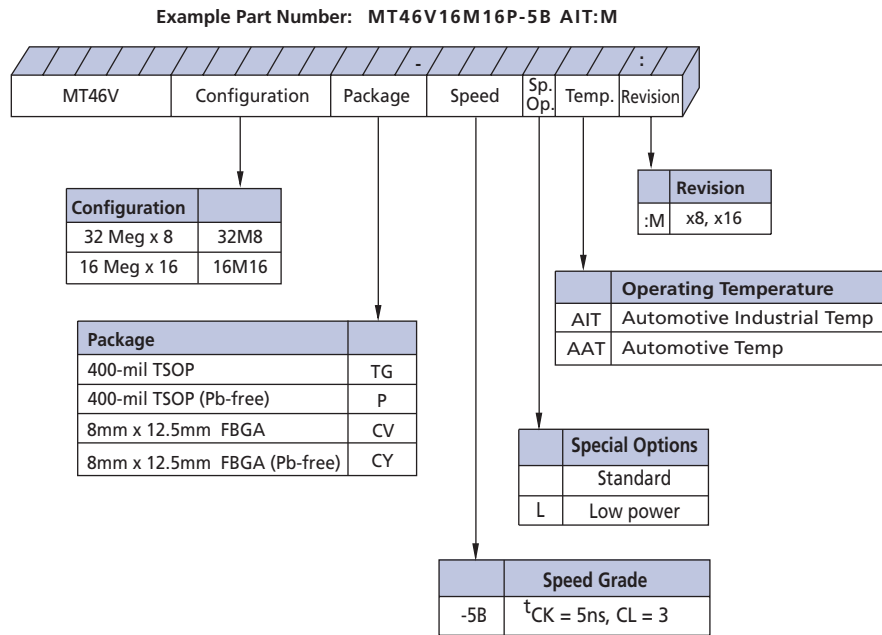 Example Part Number: MT46V16M16P-5B AIT:M
- :
MT46V Configuration Package Speed Sp. Op. Temp. Revision
Configuration
32 Meg x 8 32M8
16 Meg x 16 16M16
Revision
:M x8, x16
Operating Temperature
AIT Automotive Industrial Temp
AAT Automotive Temp
Package
400-mil TSOP TG
400-mil TSOP (Pb-free) P
8mm x 12.5mm FBGA CV
8mm x 12.5mm FBGA (Pb-free) CY
Special Options
Standard
L Low power
Speed Grade
-5B tCK = 5ns, CL = 3